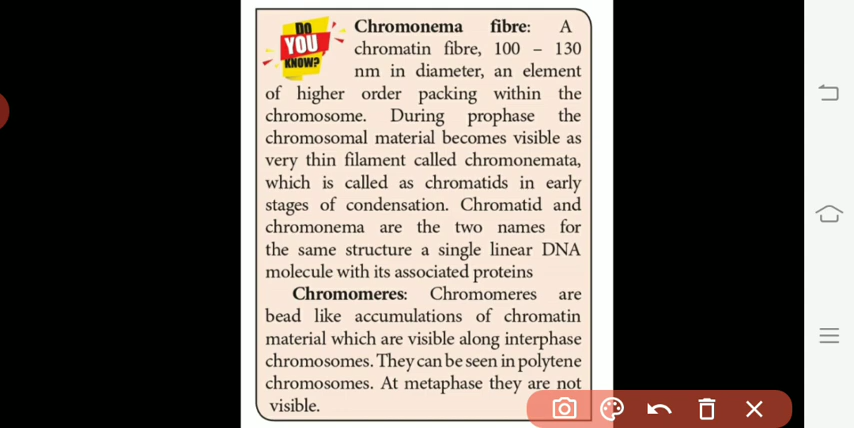 DO
YOU
KNOW?
Chromonema fibre: A
chromatin fibre, 100 – 130
nm in diameter, an element
of higher order packing within the
chromosome. During prophase the
chromosomal material becomes visible as
very thin filament called chromonemata,
which is called as chromatids in early
stages of condensation. Chromatid and
chromonema are the two names for
the same structure a single linear DNA
molecule with its associated proteins
Chromomeres: Chromomeres are
bead like accumulations of chromatin
material which are visible along interphase
chromosomes. They can be seen in polytene
chromosomes. At metaphase they are not
visible.